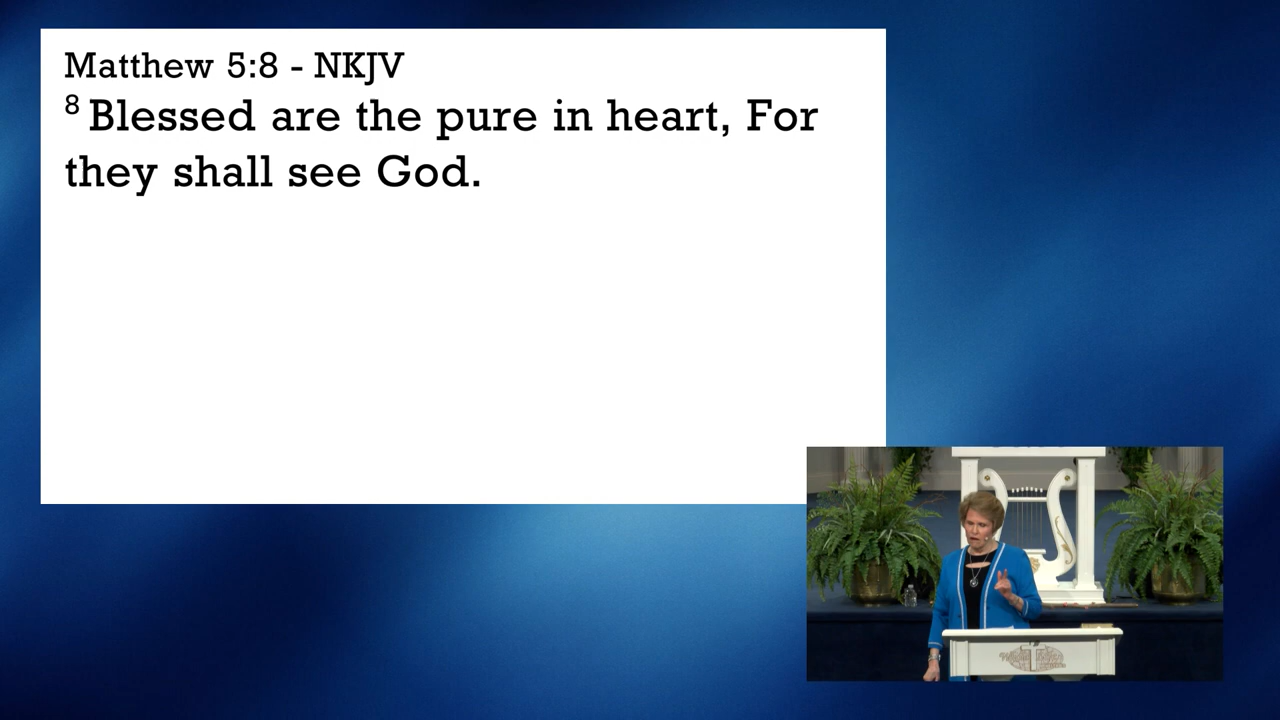 Matthew 5:8 - NKJV
8 Blessed are the pure in heart, For
they shall see God.